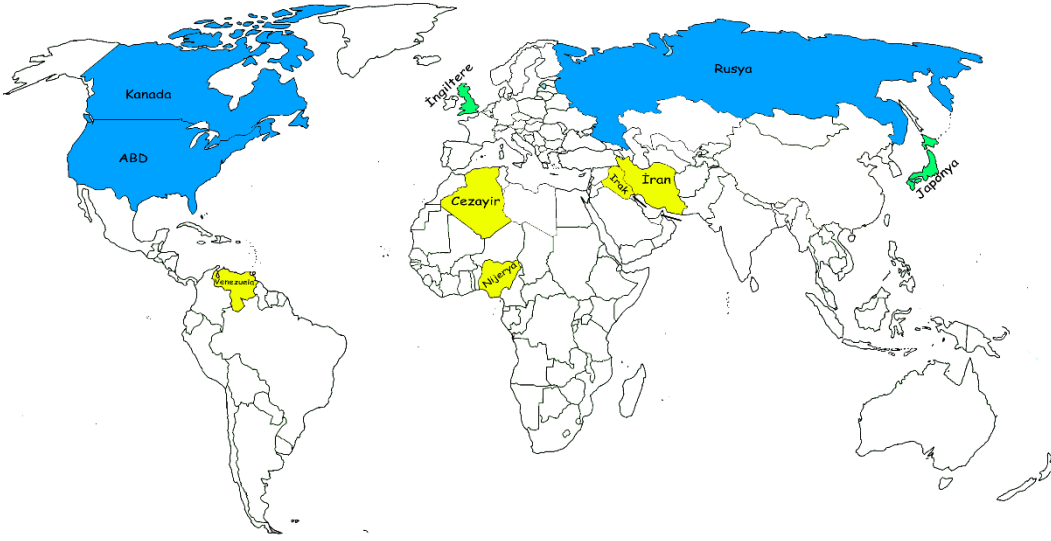 Kanada
ABD
İngiltere
Rusya
Japonya
Cezayir
Irak
İran
Nijerya
Venezuela